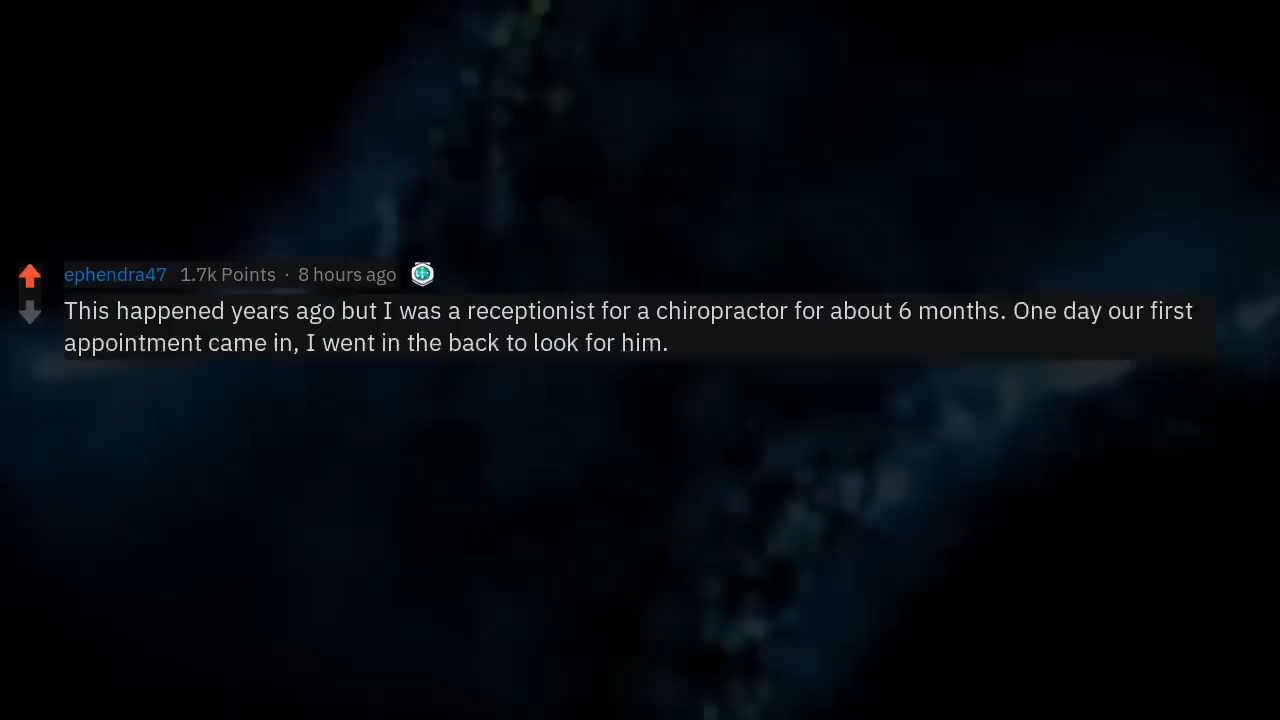 ephendra47 1.7k Points · 8 hours ago
This happened years ago but I was a receptionist for a chiropractor for about 6 months. One day our first
appointment came in, I went in the back to look for him.